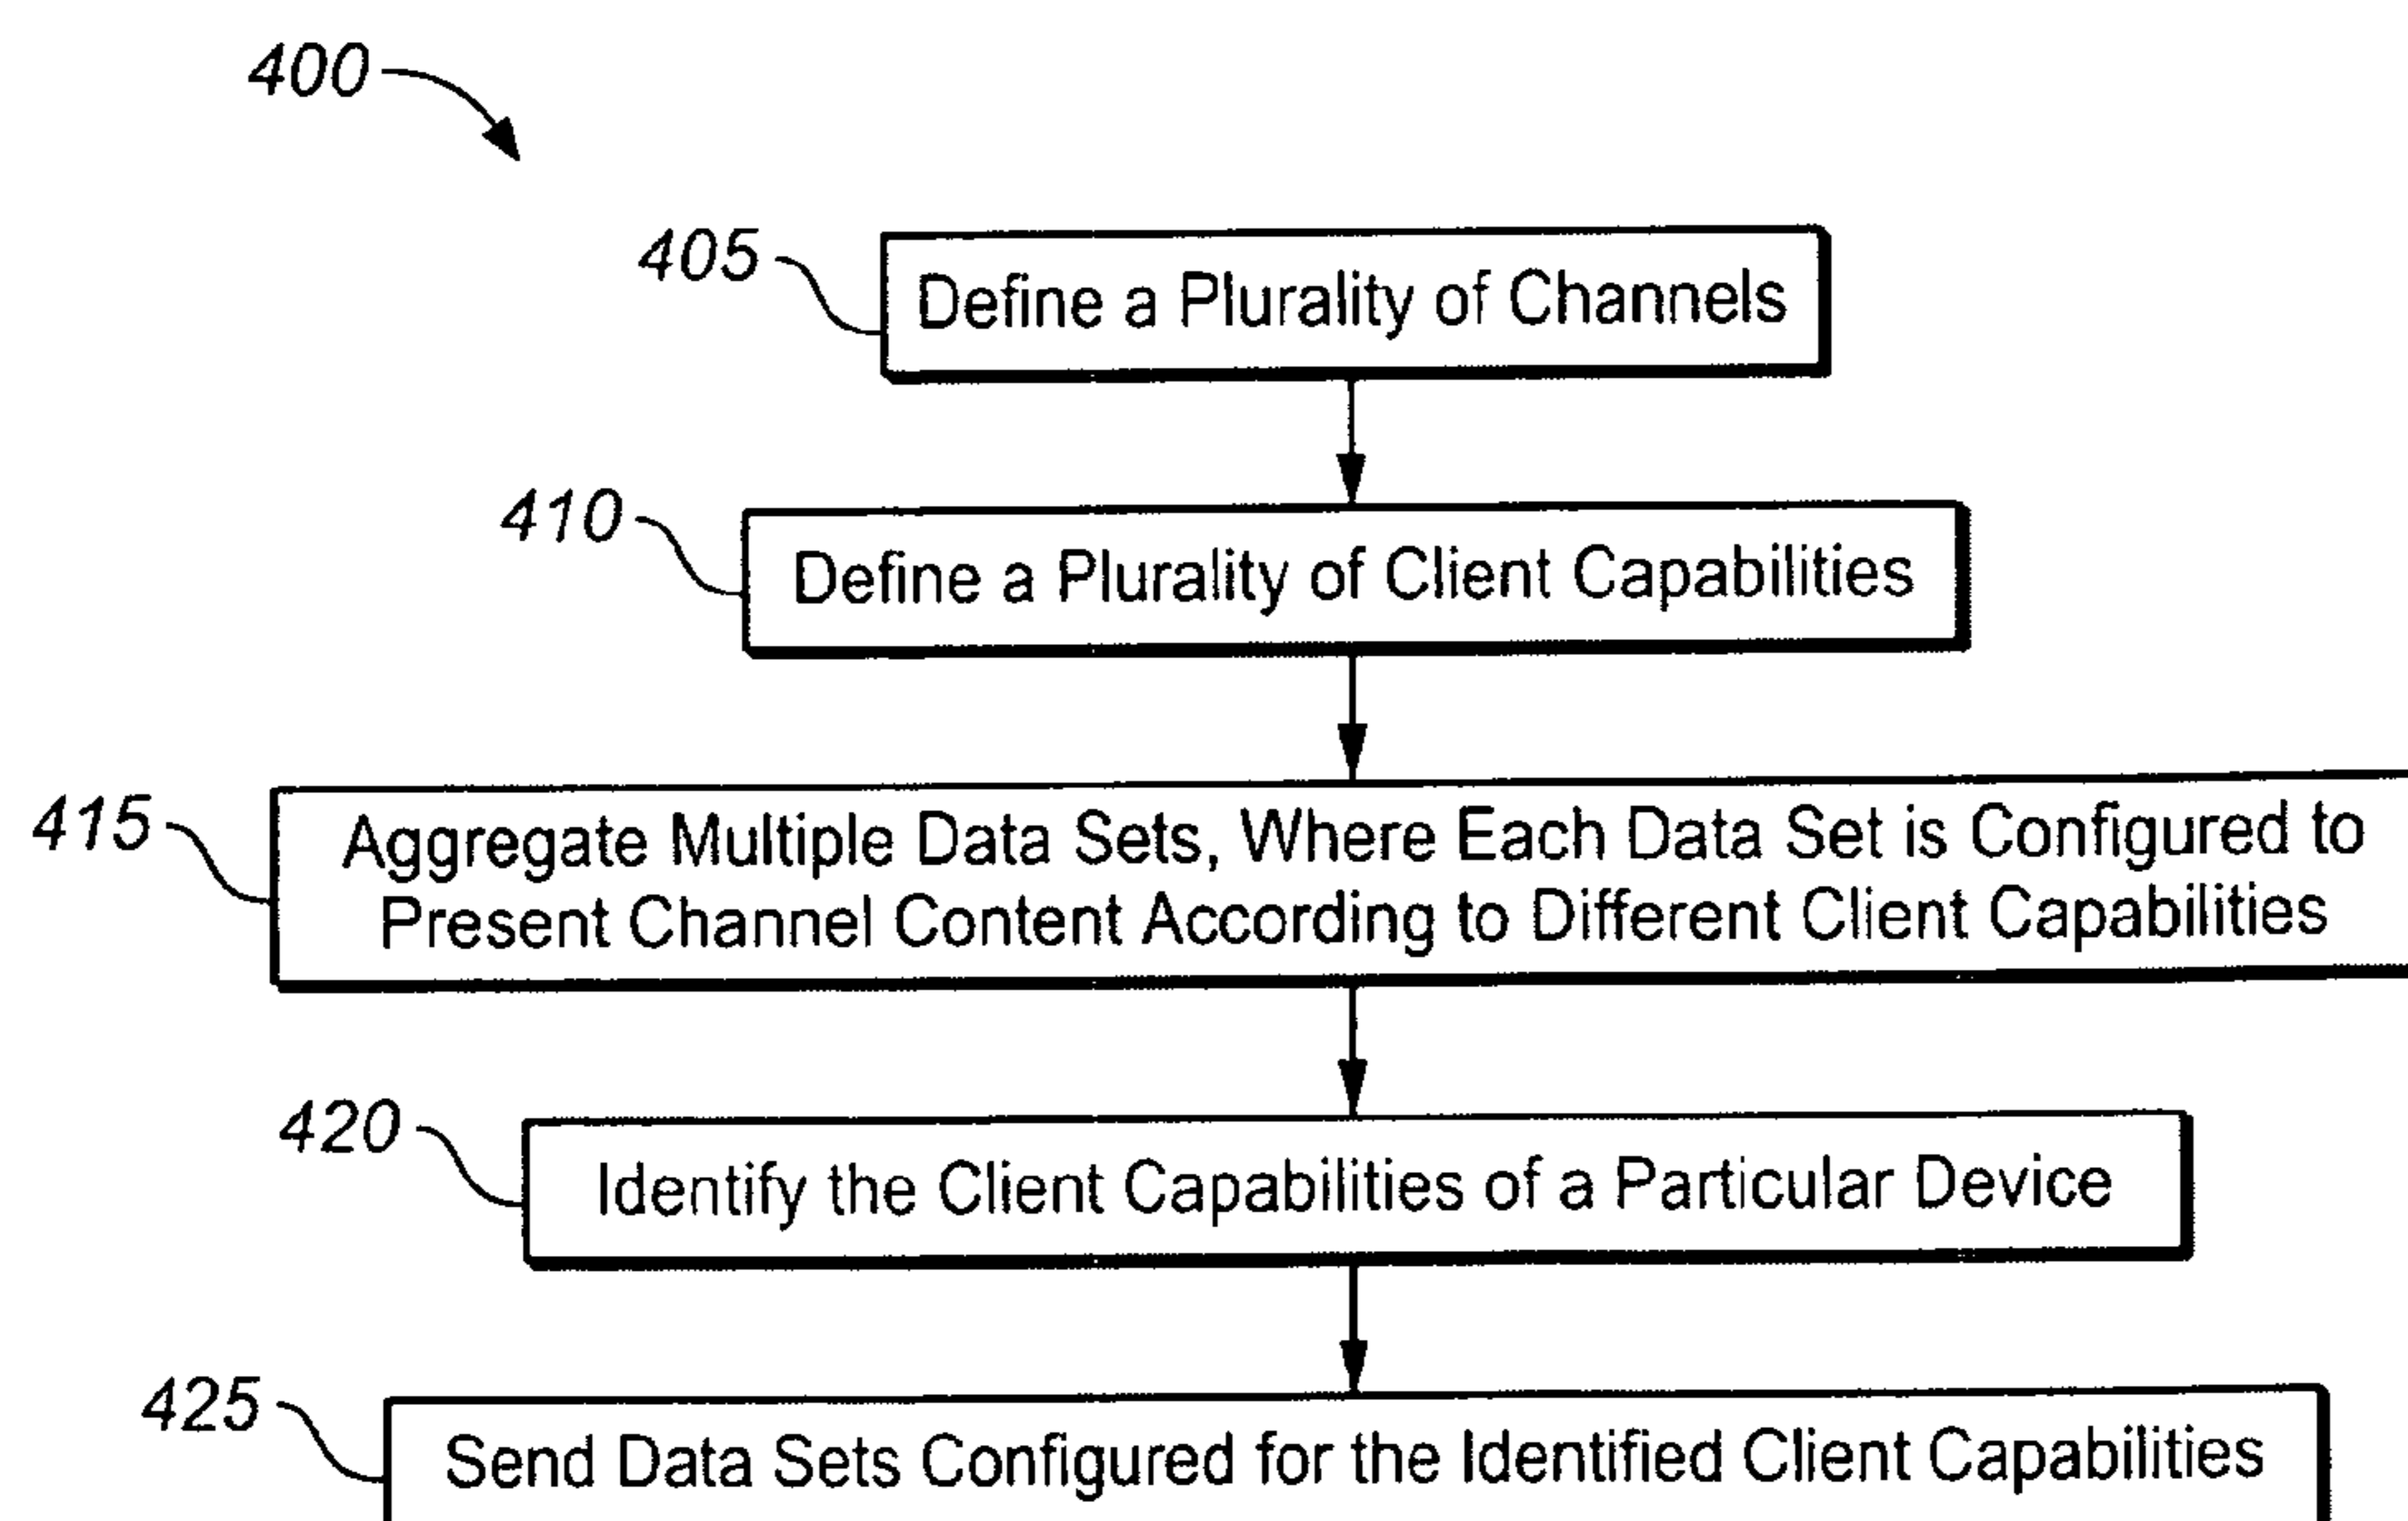 400
405
Define a Plurality of Channels
410
Define a Plurality of Client Capabilities
415
Aggregate Multiple Data Sets, Where Each Data Set is Configured to
Present Channel Content According to Different Client Capabilities
420
Identify the Client Capabilities of a Particular Device
425
Send Data Sets Configured for the Identified Client Capabilities